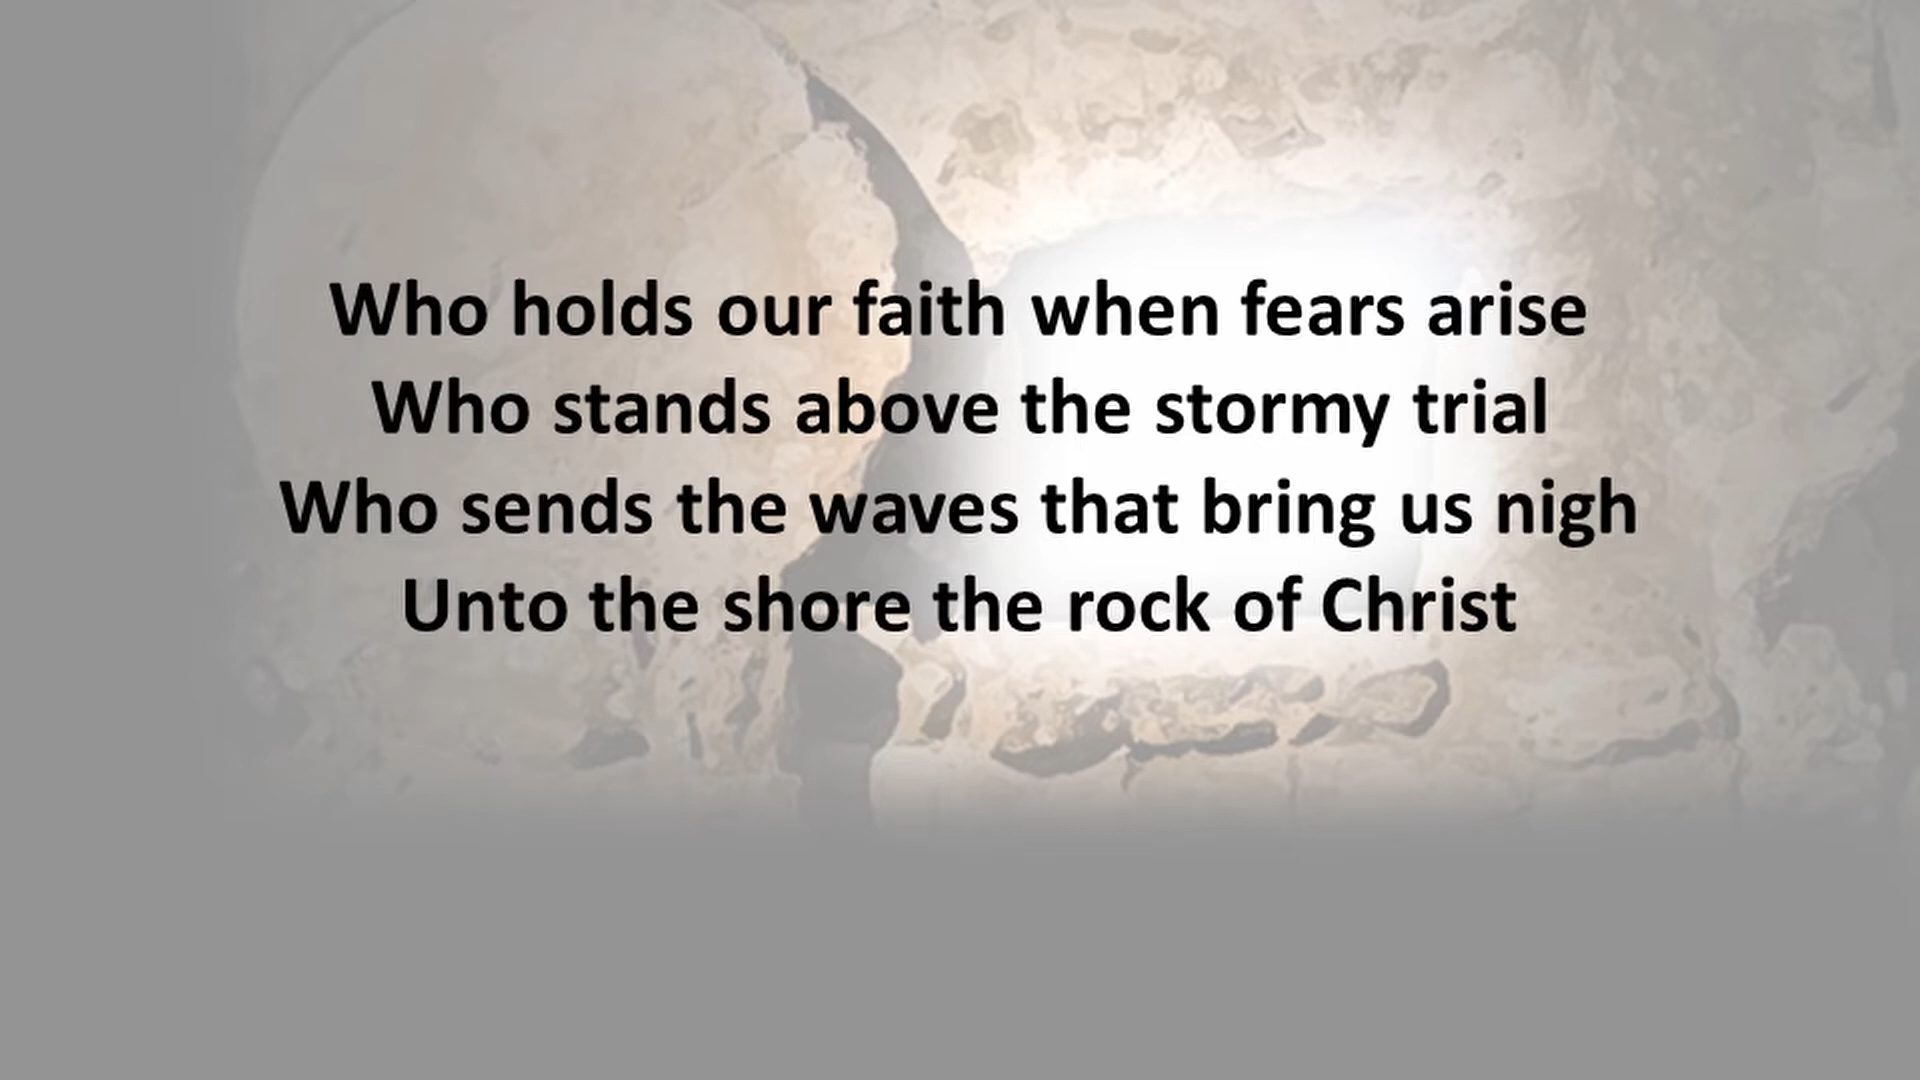 Who holds our faith when fears arise
Who stands above the stormy trial
Who sends the waves that bring us nigh
Unto the shore the rock of Christ